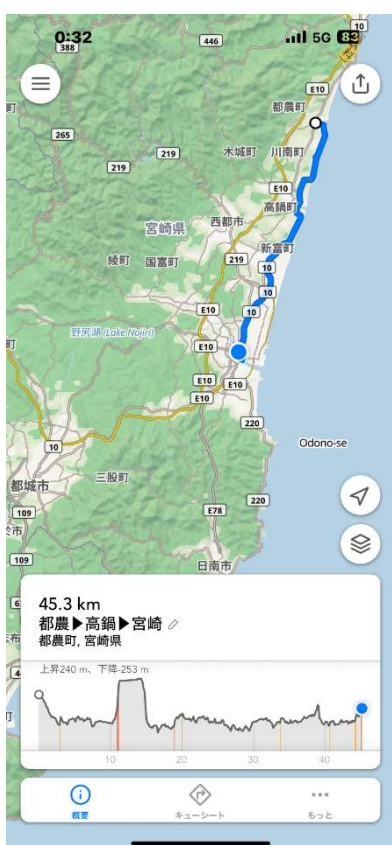 0:32
5G 83
388
446
10
E10
都農町
265
219
219
木城町
川南町
E10
高鍋町
西都市
宮崎県
綾町
国富町
219
新富町
10
10
10
E10
野尻湖 (Lake Nojiri)
E10
E10
E10
220
Odono-se
10
都城市
三股町
109
E78
220
日南市
109
45.3 km
都農▶高鍋▶宮崎
都農町, 宮崎県
上昇240 m、下降-253 m
10 20 30 40
概要 キューシート もっと